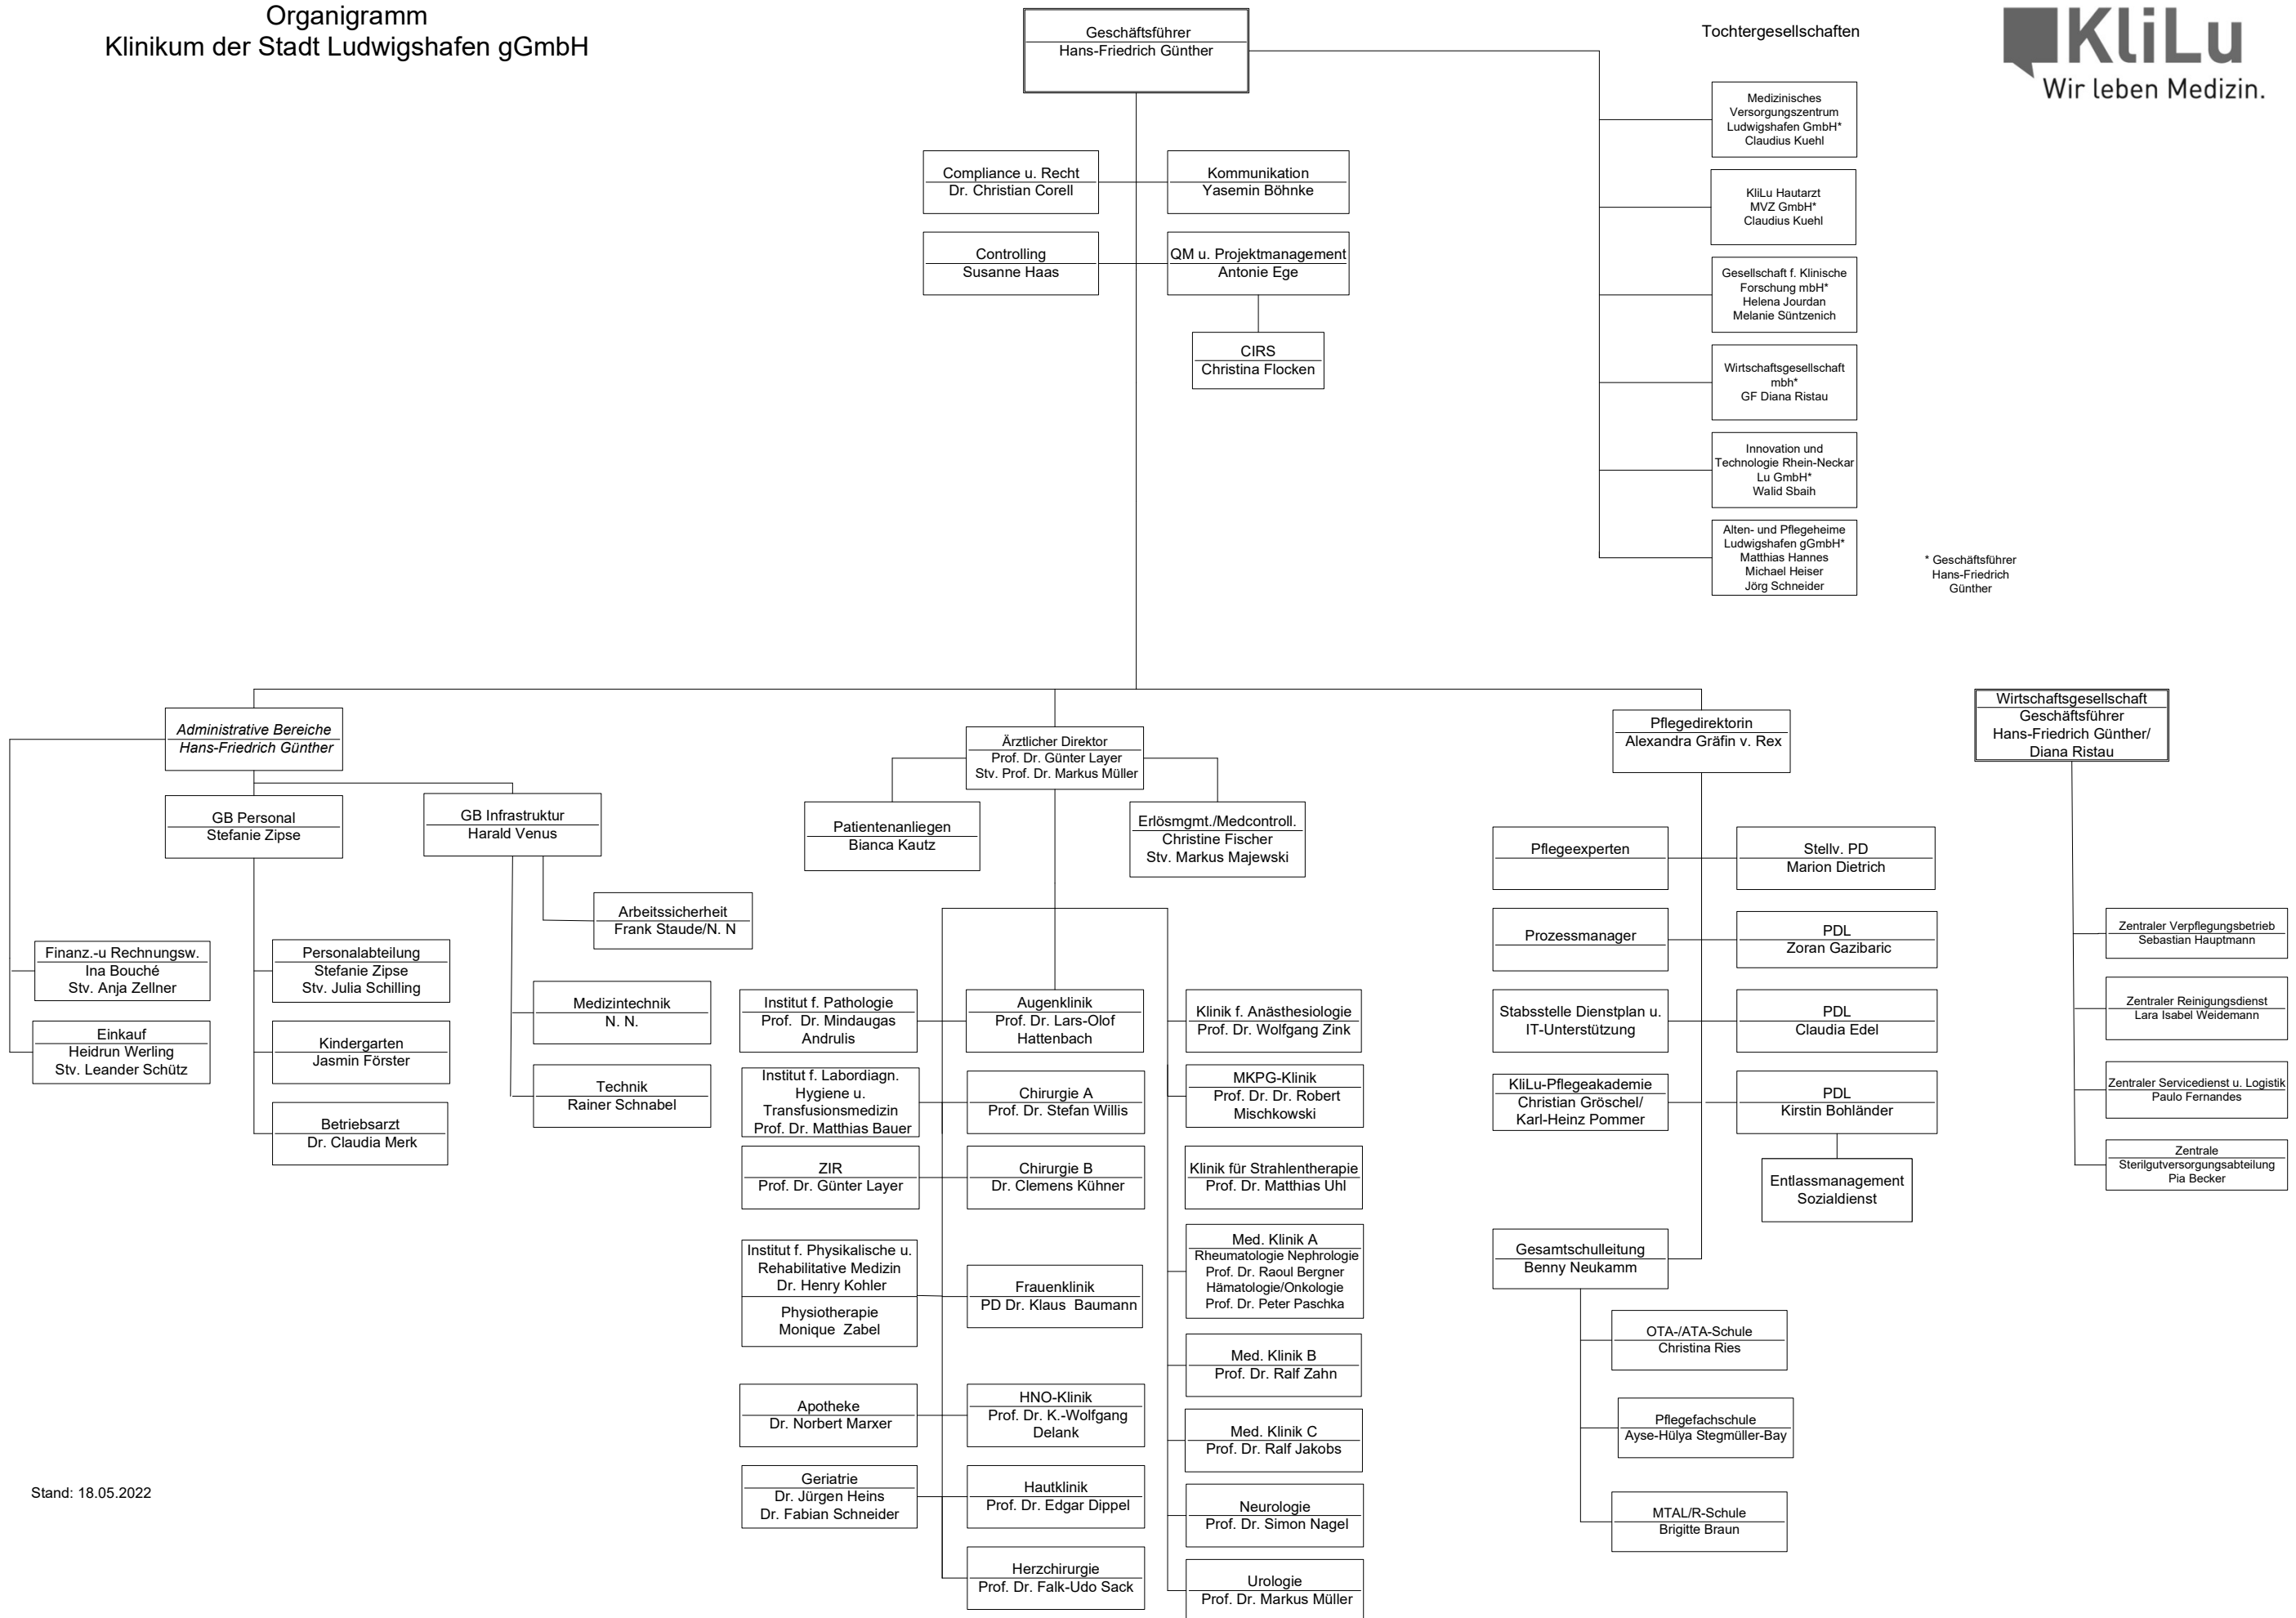 Organigramm
Klinikum der Stadt Ludwigshafen gGmbH
Geschäftsführer
Hans-Friedrich Günther
Tochtergesellschaften
KliLu
Wir leben Medizin.
Medizinisches
Versorgungszentrum
Ludwigshafen GmbH*
Claudius Kuehl
KliLu Hautarzt
MVZ GmbH*
Claudius Kuehl
Gesellschaft f. Klinische
Forschung mbH*
Helena Jourdan
Melanie Süntzenich
Wirtschaftsgesellschaft
mbh*
GF Diana Ristau
Innovation und
Technologie Rhein-Neckar
Lu GmbH*
Walid Sbaih
Alten- und Pflegeheime
Ludwigshafen gGmbH*
Matthias Hannes
Michael Heiser
Jörg Schneider
* Geschäftsführer
Hans-Friedrich
Günther
Compliance u. Recht
Dr. Christian Corell
Kommunikation
Yasemin Böhnke
Controlling
Susanne Haas
QM u. Projektmanagement
Antonie Ege
CIRS
Christina Flocken
Administrative Bereiche
Hans-Friedrich Günther
GB Personal
Stefanie Zipse
GB Infrastruktur
Harald Venus
Arbeitssicherheit
Frank Staude/N. N
Finanz.-u Rechnungsw.
Ina Bouché
Stv. Anja Zellner
Einkauf
Heidrun Werling
Stv. Leander Schütz
Personalabteilung
Stefanie Zipse
Stv. Julia Schilling
Kindergarten
Jasmin Förster
Betriebsarzt
Dr. Claudia Merk
Medizintechnik
N. N.
Technik
Rainer Schnabel
Ärztlicher Direktor
Prof. Dr. Günter Layer
Stv. Prof. Dr. Markus Müller
Patientenanliegen
Bianca Kautz
Erlösmgmt./Medcontroll.
Christine Fischer
Stv. Markus Majewski
Institut f. Pathologie
Prof.  Dr. Mindaugas
Andrulis
Institut f. Labordiagn.
Hygiene u.
Transfusionsmedizin
Prof. Dr. Matthias Bauer
ZIR
Prof. Dr. Günter Layer
Institut f. Physikalische u.
Rehabilitative Medizin
Dr. Henry Kohler
Physiotherapie
Monique  Zabel
Apotheke
Dr. Norbert Marxer
Geriatrie
Dr. Jürgen Heins
Dr. Fabian Schneider
Augenklinik
Prof. Dr. Lars-Olof
Hattenbach
Chirurgie A
Prof. Dr. Stefan Willis
Chirurgie B
Dr. Clemens Kühner
Frauenklinik
PD Dr. Klaus  Baumann
HNO-Klinik
Prof. Dr. K.-Wolfgang
Delank
Hautklinik
Prof. Dr. Edgar Dippel
Herzchirurgie
Prof. Dr. Falk-Udo Sack
Klinik f. Anästhesiologie
Prof. Dr. Wolfgang Zink
MKPG-Klinik
Prof. Dr. Dr. Robert
Mischkowski
Klinik für Strahlentherapie
Prof. Dr. Matthias Uhl
Med. Klinik A
Rheumatologie Nephrologie
Prof. Dr. Raoul Bergner
Hämatologie/Onkologie
Prof. Dr. Peter Paschka
Med. Klinik B
Prof. Dr. Ralf Zahn
Med. Klinik C
Prof. Dr. Ralf Jakobs
Neurologie
Prof. Dr. Simon Nagel
Urologie
Prof. Dr. Markus Müller
Pflegedirektorin
Alexandra Gräfin v. Rex
Pflegeexperten
Stellv. PD
Marion Dietrich
Prozessmanager
PDL
Zoran Gazibaric
Stabsstelle Dienstplan u.
IT-Unterstützung
PDL
Claudia Edel
KliLu-Pflegeakademie
Christian Gröschel/
Karl-Heinz Pommer
PDL
Kirstin Bohländer
Entlassmanagement
Sozialdienst
Gesamtschulleitung
Benny Neukamm
OTA-/ATA-Schule
Christina Ries
Pflegefachschule
Ayse-Hülya Stegmüller-Bay
MTAL/R-Schule
Brigitte Braun
Wirtschaftsgesellschaft
Geschäftsführer
Hans-Friedrich Günther/
Diana Ristau
Zentraler Verpflegungsbetrieb
Sebastian Hauptmann
Zentraler Reinigungsdienst
Lara Isabel Weidemann
Zentraler Servicedienst u. Logistik
Paulo Fernandes
Zentrale
Sterilgutversorgungsabteilung
Pia Becker
Stand: 18.05.2022